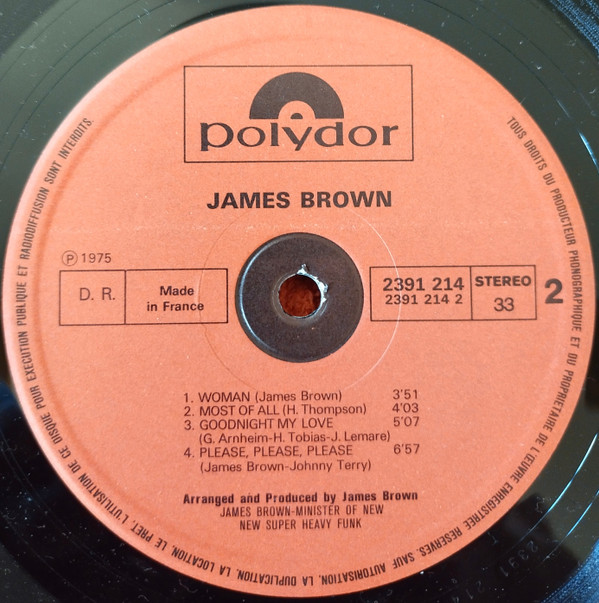 polydor
JAMES BROWN
℗ 1975
D. R.
Made
in France
2391 214
2391 214 2
STEREO
33
2
1. WOMAN (James Brown) 3'51
2. MOST OF ALL (H. Thompson) 4'03
3. GOODNIGHT MY LOVE 5'07
(G. Arnheim-H. Tobias-J. Lemare)
4. PLEASE, PLEASE, PLEASE 6'57
(James Brown-Johnny Terry)
Arranged and Produced by James Brown
JAMES BROWN-MINISTER OF NEW
NEW SUPER HEAVY FUNK
TOUS DROITS DU PRODUCTEUR PHONOGRAPHIQUE ET DU PROPRIETAIRE DE L'ŒUVRE ENREGISTREE RESERVES. SAUF AUTORISATION, LA DUPLICATION, LA LOCATION, LE PRET, L'UTILISATION DE CE DISQUE POUR EXECUTION PUBLIQUE ET RADIODIFFUSION SONT INTERDITS.